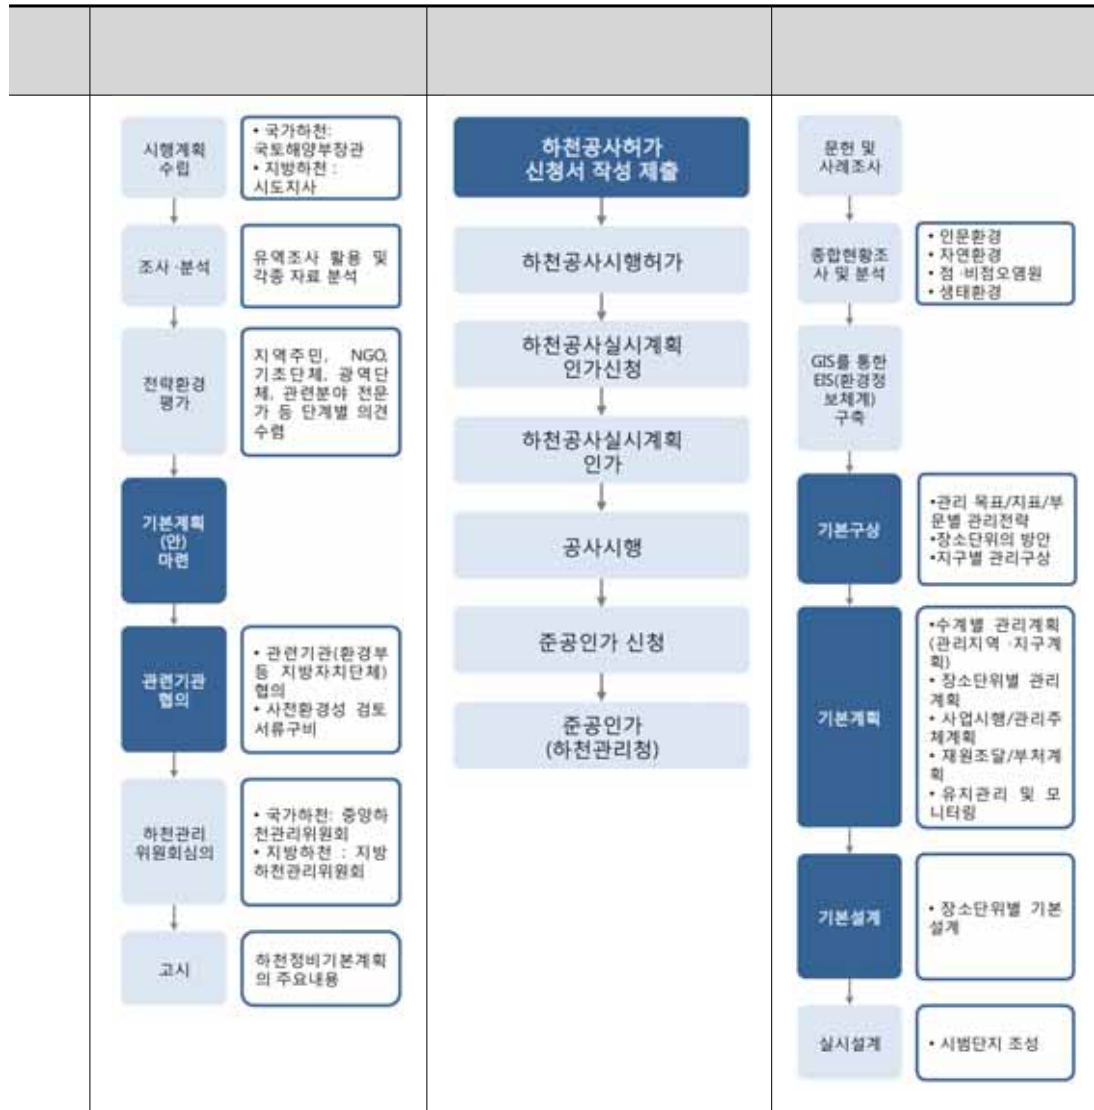 시행계획
수립
• 국가하천:
국토해양부장관
• 지방하천 :
시도지사
조사 ·분석
유역조사 활용 및
각종 자료 분석
전략환경
평가
지역주민, NGO,
기초단체, 광역단
체, 관련분야 전문
가 등 단계별 의견
수렴
기본계획
(안)
마련
관련기관
협의
• 관련기관(환경부
등 지방자치단체)
협의
• 사전환경성 검토
서류구비
하천관리
위원회심의
• 국가하천: 중앙하
천관리위원회
• 지방하천 : 지방
하천관리위원회
고시
하천정비기본계획
의 주요내용
하천공사허가
신청서 작성 제출
하천공사시행허가
하천공사실시계획
인가신청
하천공사실시계획
인가
공사시행
준공인가 신청
준공인가
(하천관리청)
문헌 및
사례조사
종합현황조
사 및 분석
• 인문환경
• 자연환경
• 점 ·비점오염원
• 생태환경
GIS를 통한
EIS(환경정
보체계)
구축
기본구상
•관리 목표/지표/부
문별 관리전략
•장소단위의 방안
•지구별 관리구상
기본계획
•수계별 관리계획
(관리지역 ·지구계
획)
• 장소단위별 관리
계획
• 사업시행/관리주
체계획
• 재원조달/부처계
획
• 유지관리 및 모
니터링
기본설계
• 장소단위별 기본
설계
실시설계
• 시범단지 조성